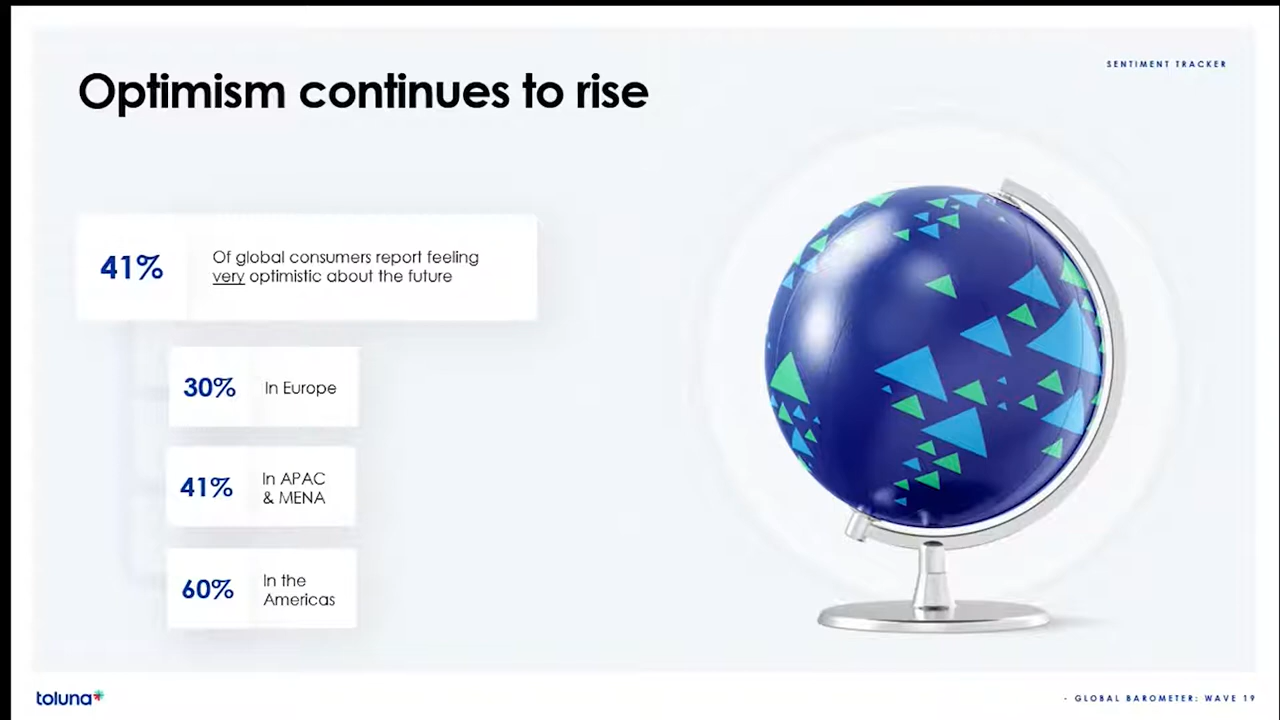 Optimism continues to rise
SENTIMENT TRACKER
41%
Of global consumers report feeling
very optimistic about the future
30%
In Europe
41%
In APAC
& MENA
60%
In the
Americas
toluna
- GLOBAL BAROMETER: WAVE 19